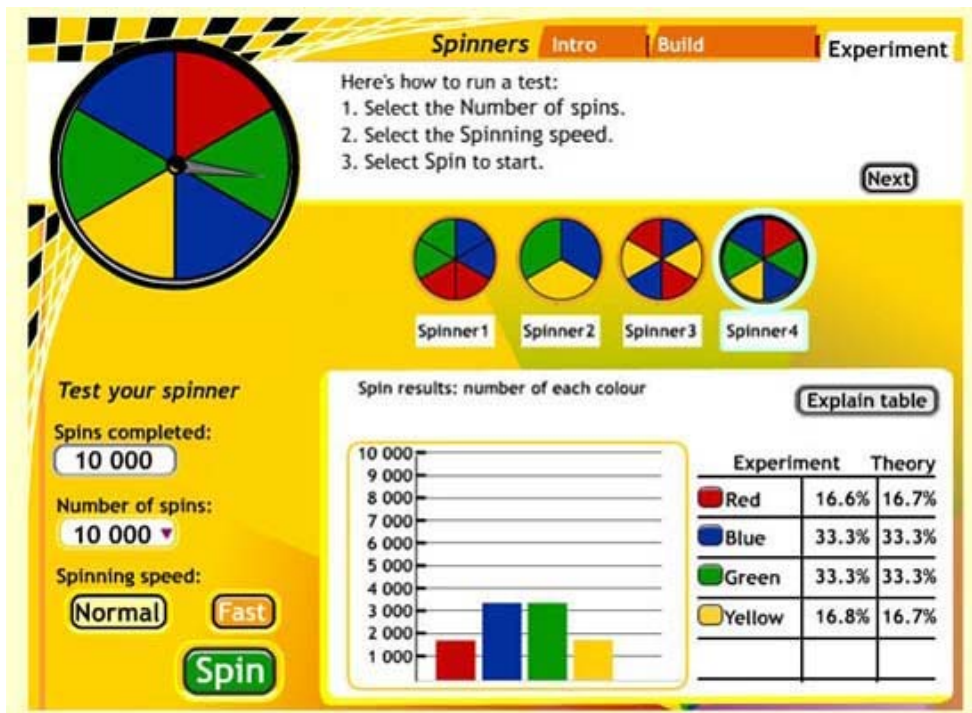 Spinners Intro Build Experiment
Here's how to run a test:
1. Select the Number of spins.
2. Select the Spinning speed.
3. Select Spin to start.
Next
Spinner1 Spinner2 Spinner3 Spinner4
Test your spinner
Spins completed:
10 000
Number of spins:
10 000
Spinning speed:
Normal Fast
Spin
Spin results: number of each colour
Explain table
10 000
9 000
8 000
7 000
6 000
5 000
4 000
3 000
2 000
1 000
Experiment Theory
Red 16.6% 16.7%
Blue 33.3% 33.3%
Green 33.3% 33.3%
Yellow 16.8% 16.7%